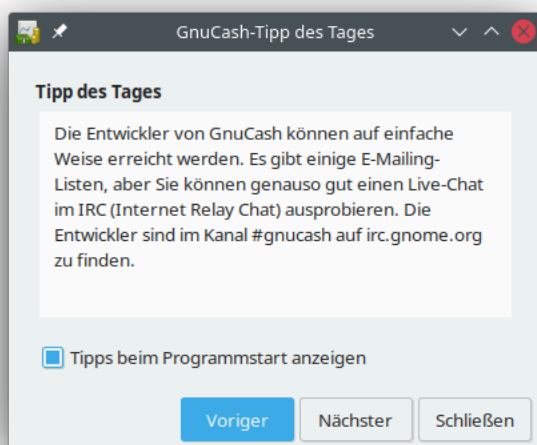 GnuCash-Tipp des Tages
Tipp des Tages
Die Entwickler von GnuCash können auf einfache
Weise erreicht werden. Es gibt einige E-Mailing-
Listen, aber Sie können genauso gut einen Live-Chat
im IRC (Internet Relay Chat) ausprobieren. Die
Entwickler sind im Kanal #gnucash auf irc.gnome.org
zu finden.
Tipps beim Programmstart anzeigen
Voriger Nächster Schließen